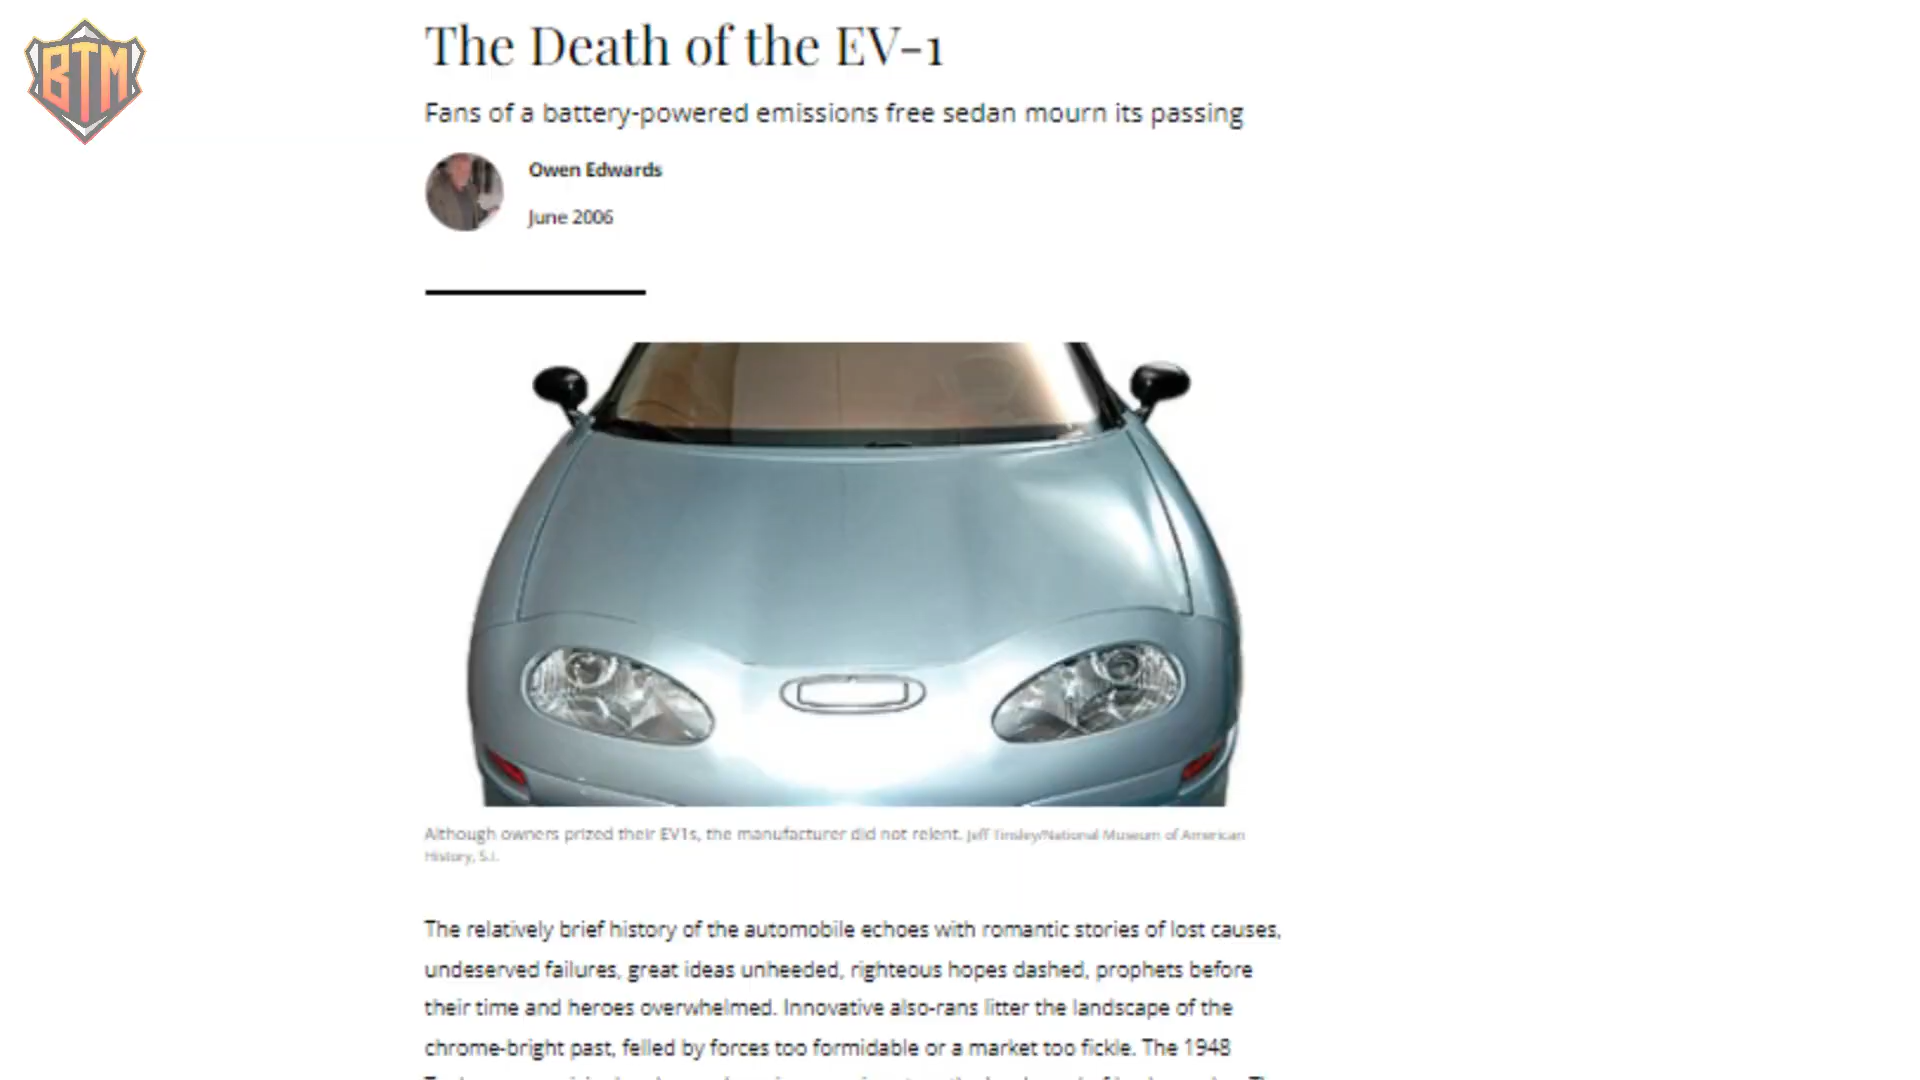 BTM
The Death of the EV-1
Fans of a battery-powered emissions free sedan mourn its passing
Owen Edwards
June 2006
Although owners prized their EV1s, the manufacturer did not relent. Jeff Tinsley/National Museum of American
History, S.I.
The relatively brief history of the automobile echoes with romantic stories of lost causes,
undeserved failures, great ideas unheeded, righteous hopes dashed, prophets before
their time and heroes overwhelmed. Innovative also-rans litter the landscape of the
chrome-bright past, felled by forces too formidable or a market too fickle. The 1948